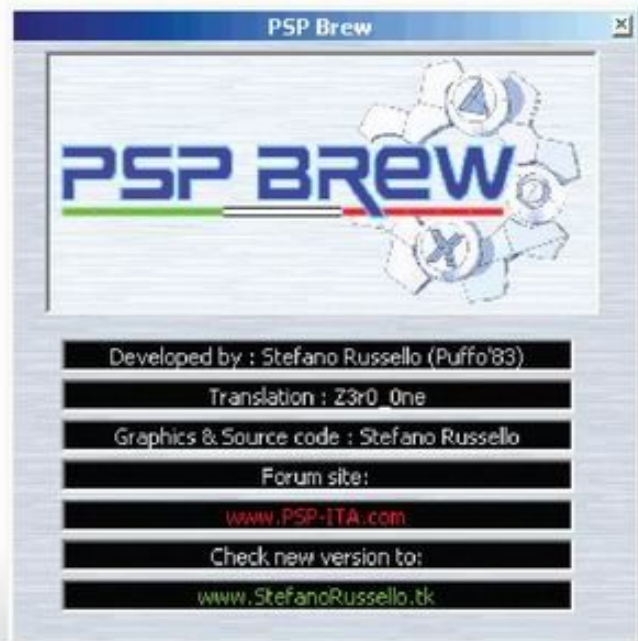 PSP Brew
PSP BREW
Developed by : Stefano Russello (Puffo'83)
Translation : Z3r0_0ne
Graphics & Source code : Stefano Russello
Forum site:
www.PSP-ITA.com
Check new version to:
www.StefanoRussello.tk